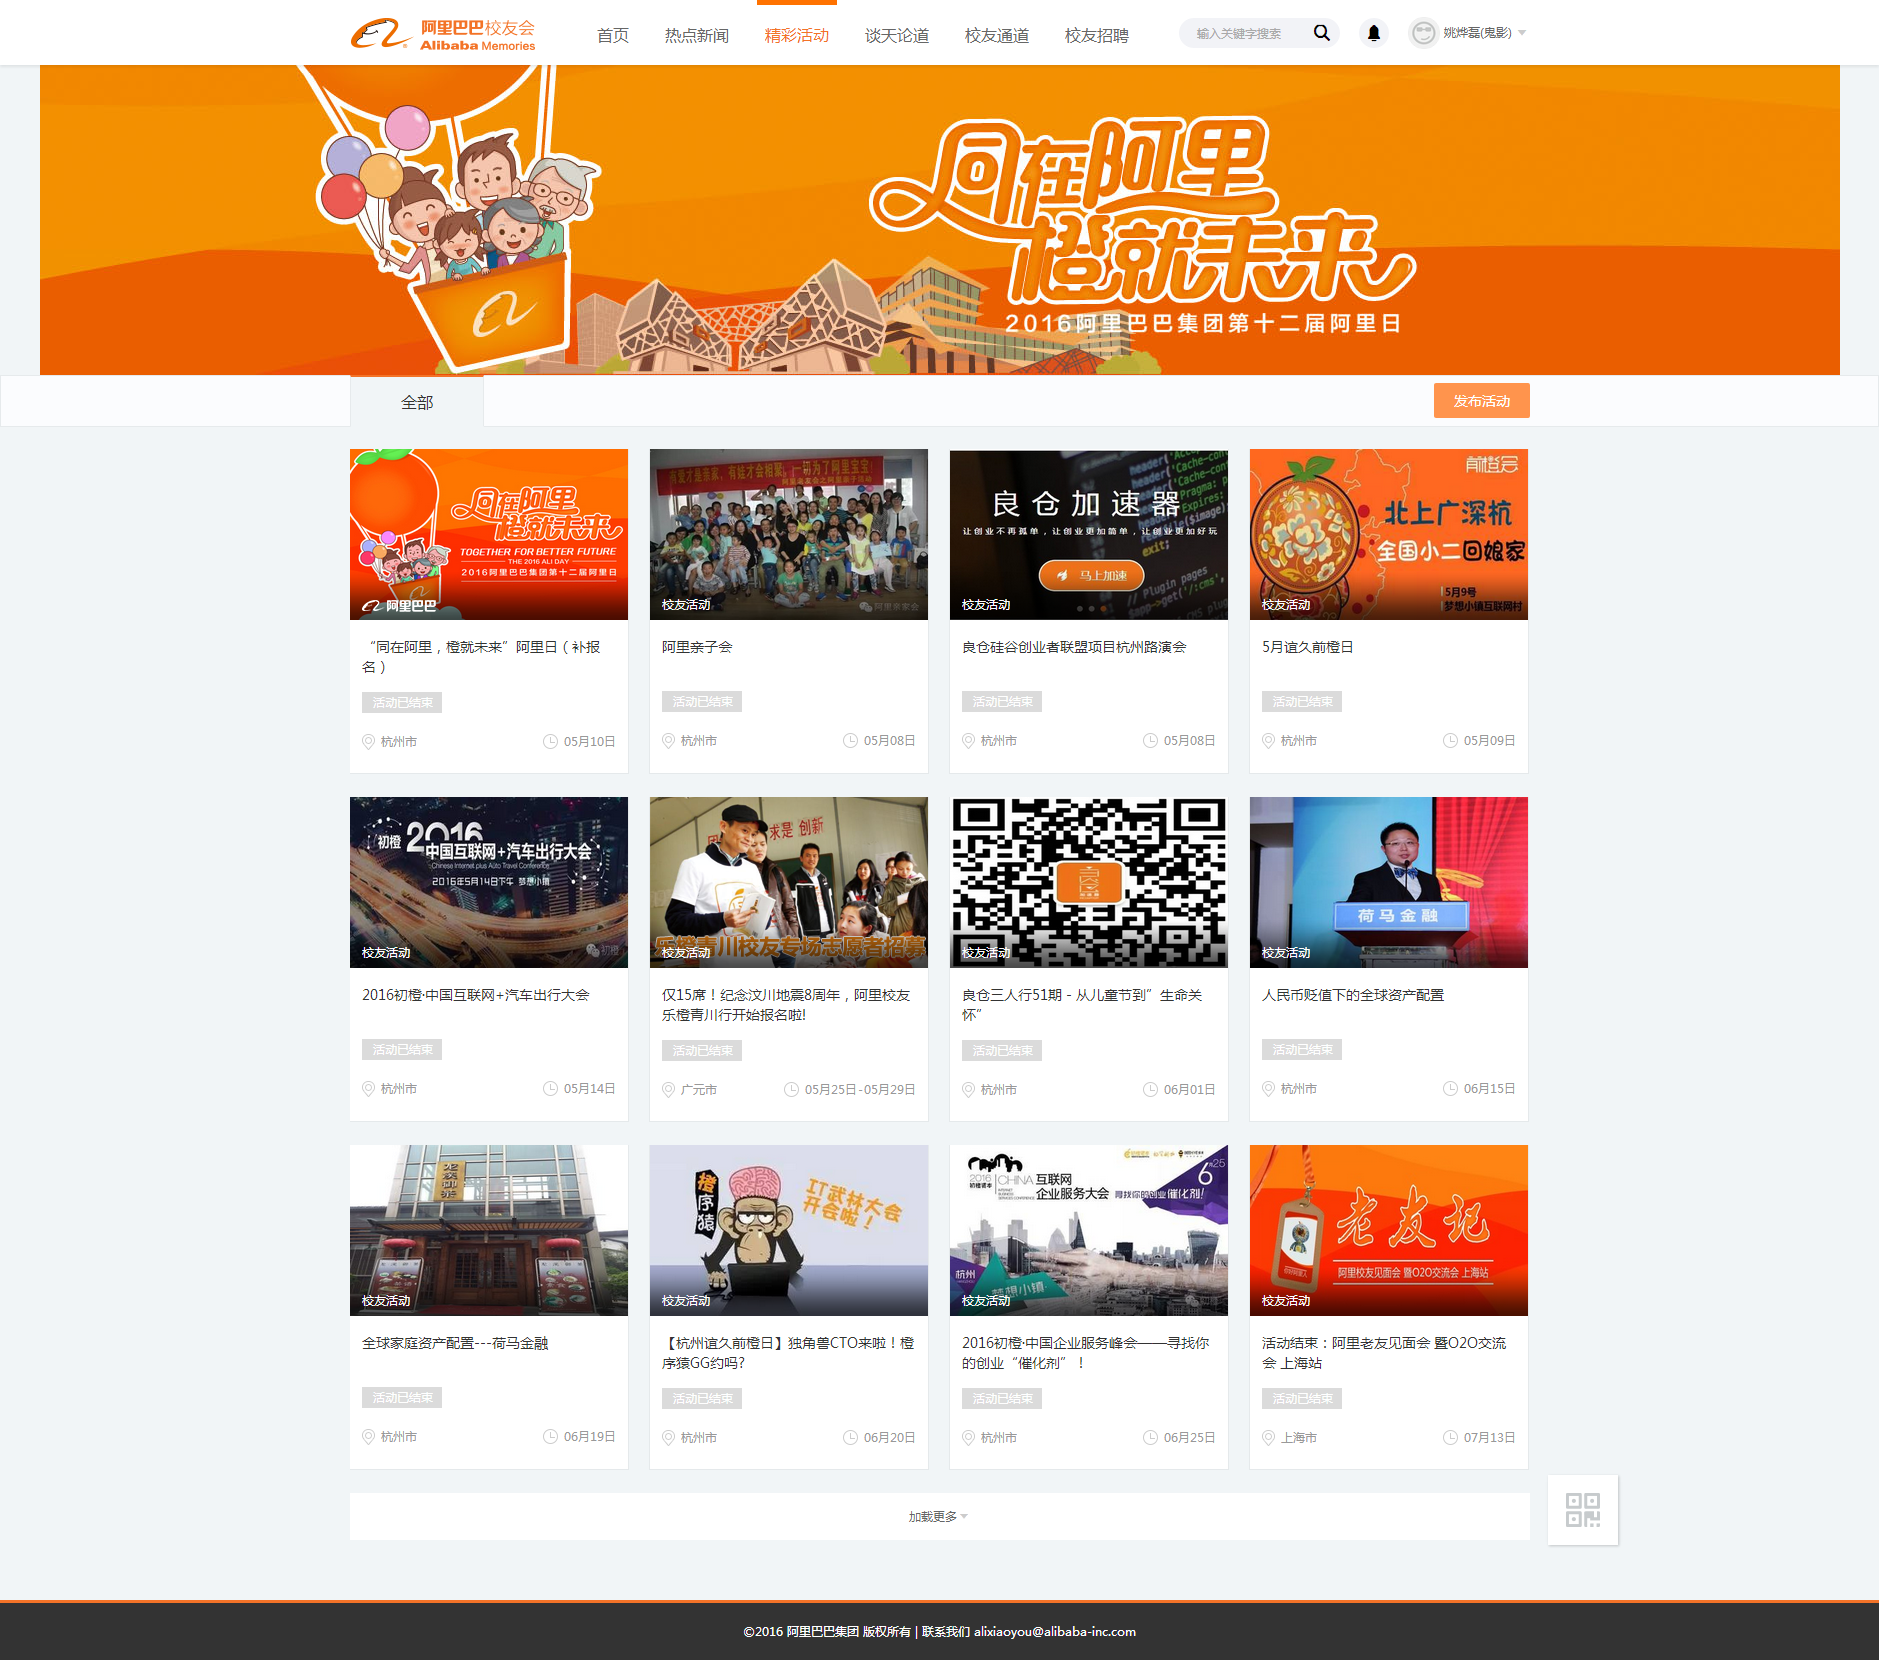 阿里巴巴校友会
Alibaba Memories
首页
热点新闻
精彩活动
谈天论道
校友通道
校友招聘
输入关键字搜索
姚烨磊(鬼影)
同在阿里
橙就未来
2016阿里巴巴集团第十二届阿里日
全部
发布活动
同在阿里
橙就未来
TOGETHER FOR BETTER FUTURE
THE 2016 ALI DAY
2016阿里巴巴集团第十二届阿里日
阿里巴巴
“同在阿里，橙就未来”阿里日（补报
名）
活动已结束
杭州市
05月10日
有爱才是亲家，有娃才会相聚，一切为了阿里宝宝！
校友活动
阿里亲家会
阿里亲子会
活动已结束
杭州市
05月08日
良仓加速器
让创业不再孤单，让创业更加简单，让创业更加好玩
马上加速
校友活动
良仓硅谷创业者联盟项目杭州路演会
活动已结束
杭州市
05月08日
前橙会
北上广深杭
全国小二回娘家
5月9号
梦想小镇互联网村
校友活动
5月谊久前橙日
活动已结束
杭州市
05月09日
初橙
2016
中国互联网+汽车出行大会
Chinese Internet plus Auto Travel Conference
2016年5月14日下午 梦想小镇
校友活动
初橙
2016初橙·中国互联网+汽车出行大会
活动已结束
杭州市
05月14日
求是 创新
乐橙青川校友专场志愿者招募
校友活动
仅15席！纪念汶川地震8周年，阿里校友
乐橙青川行开始报名啦!
活动已结束
广元市
05月25日-05月29日
校友活动
良仓三人行51期 - 从儿童节到”生命关
怀”
活动已结束
杭州市
06月01日
荷马金融
校友活动
人民币贬值下的全球资产配置
活动已结束
杭州市
06月15日
校友活动
全球家庭资产配置---荷马金融
活动已结束
杭州市
06月19日
橙序猿
IT武林大会
开会啦！
校友活动
【杭州谊久前橙日】独角兽CTO来啦！橙
序猿GG约吗?
活动已结束
杭州市
06月20日
2016
CHINA
互联网
企业服务大会
6月25
寻找你的创业催化剂!
杭州
梦想小镇
校友活动
2016初橙·中国企业服务峰会——寻找你
的创业“催化剂”！
活动已结束
杭州市
06月25日
老友记
阿里校友见面会 暨O2O交流会 上海站
校友活动
活动结束：阿里老友见面会 暨O2O交流
会 上海站
活动已结束
上海市
07月13日
加载更多
©2016 阿里巴巴集团 版权所有 | 联系我们 alixiaoyou@alibaba-inc.com